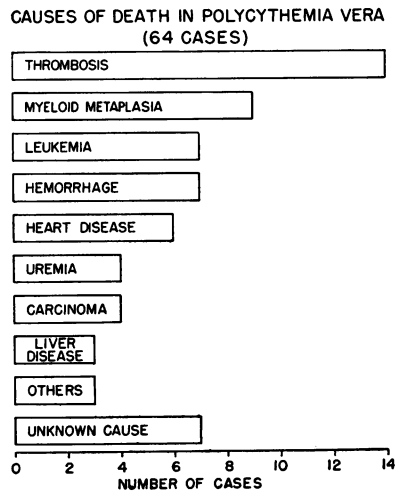 CAUSES OF DEATH IN POLYCYTHEMIA VERA
(64 CASES)
THROMBOSIS
MYELOID METAPLASIA
LEUKEMIA
HEMORRHAGE
HEART DISEASE
UREMIA
CARCINOMA
LIVER
DISEASE
OTHERS
UNKNOWN CAUSE
0 2 4 6 8 10 12 14
NUMBER OF CASES